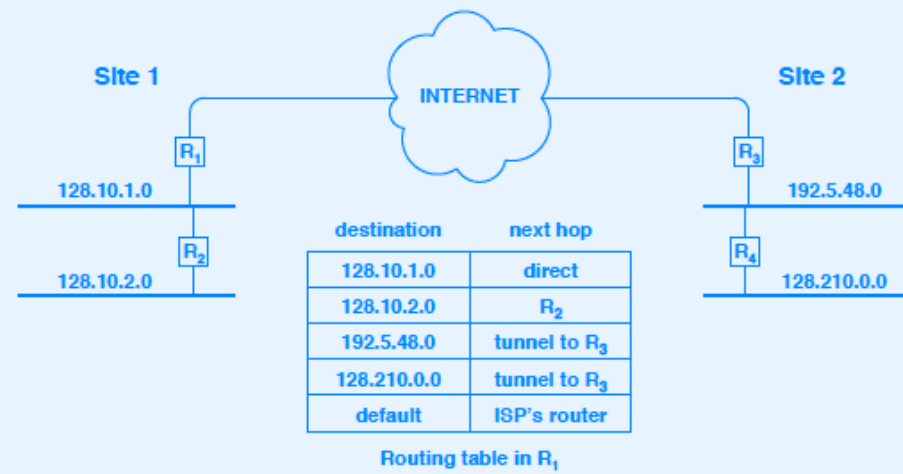 Site 1
INTERNET
Site 2
R1
R3
128.10.1.0
192.5.48.0
R2
R4
128.10.2.0
128.210.0.0
destination next hop
128.10.1.0 direct
128.10.2.0 R2
192.5.48.0 tunnel to R3
128.210.0.0 tunnel to R3
default ISP's router
Routing table in R1